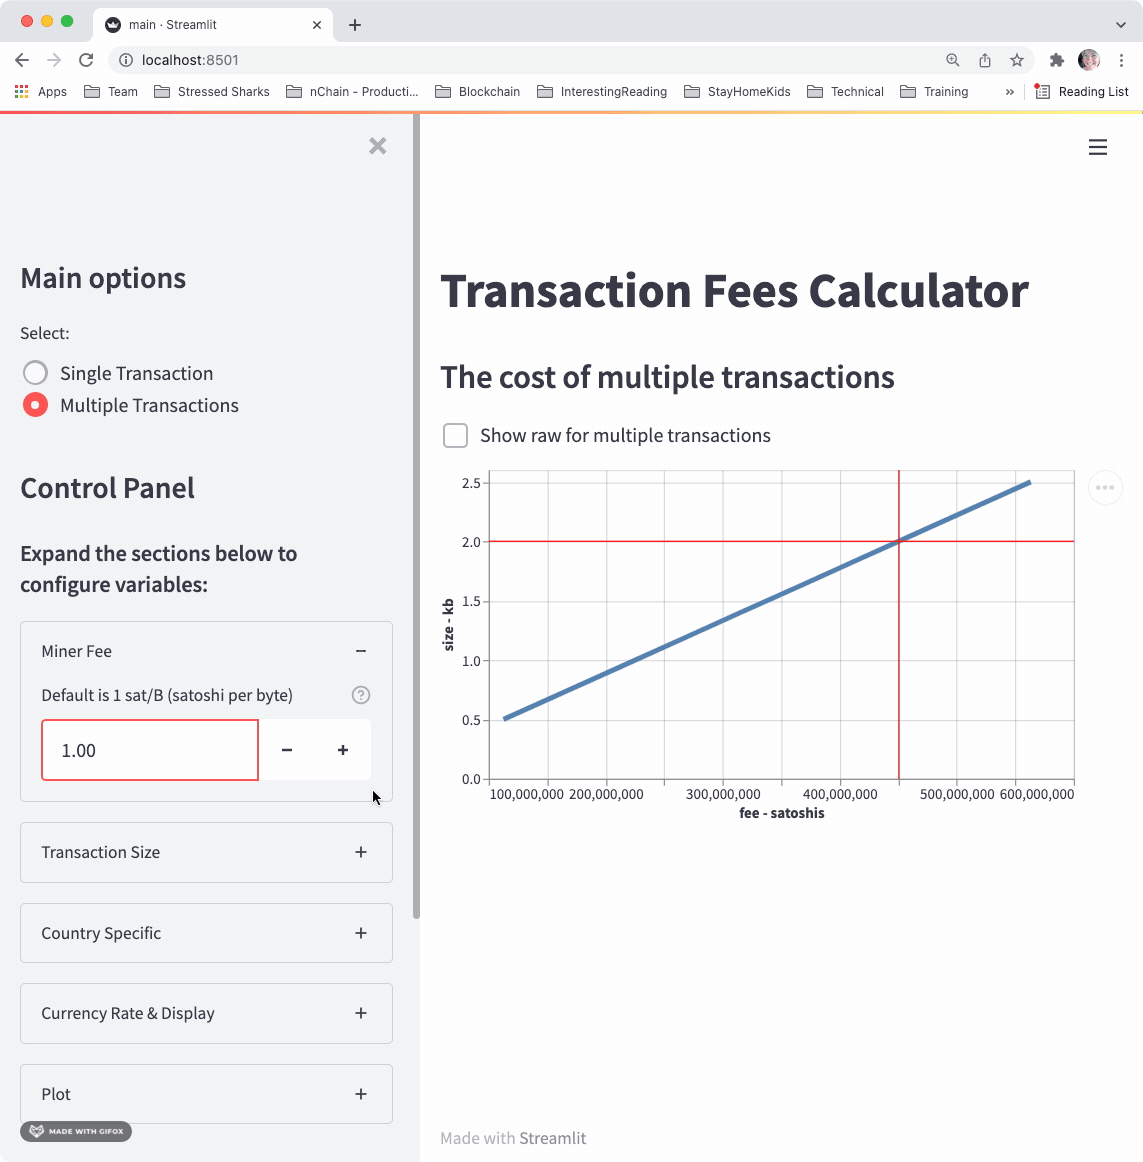 main · Streamlit
localhost:8501
Apps Team Stressed Sharks nChain - Producti... Blockchain InterestingReading StayHomeKids Technical Training » Reading List
Main options
Select:
Single Transaction
Multiple Transactions
Control Panel
Expand the sections below to
configure variables:
Miner Fee
Default is 1 sat/B (satoshi per byte)
1.00
Transaction Size
Country Specific
Currency Rate & Display
Plot
MADE WITH GIFOX
Transaction Fees Calculator
The cost of multiple transactions
Show raw for multiple transactions
size - kb
2.5
2.0
1.5
1.0
0.5
0.0
100,000,000 200,000,000 300,000,000 400,000,000 500,000,000 600,000,000
fee - satoshis
Made with Streamlit